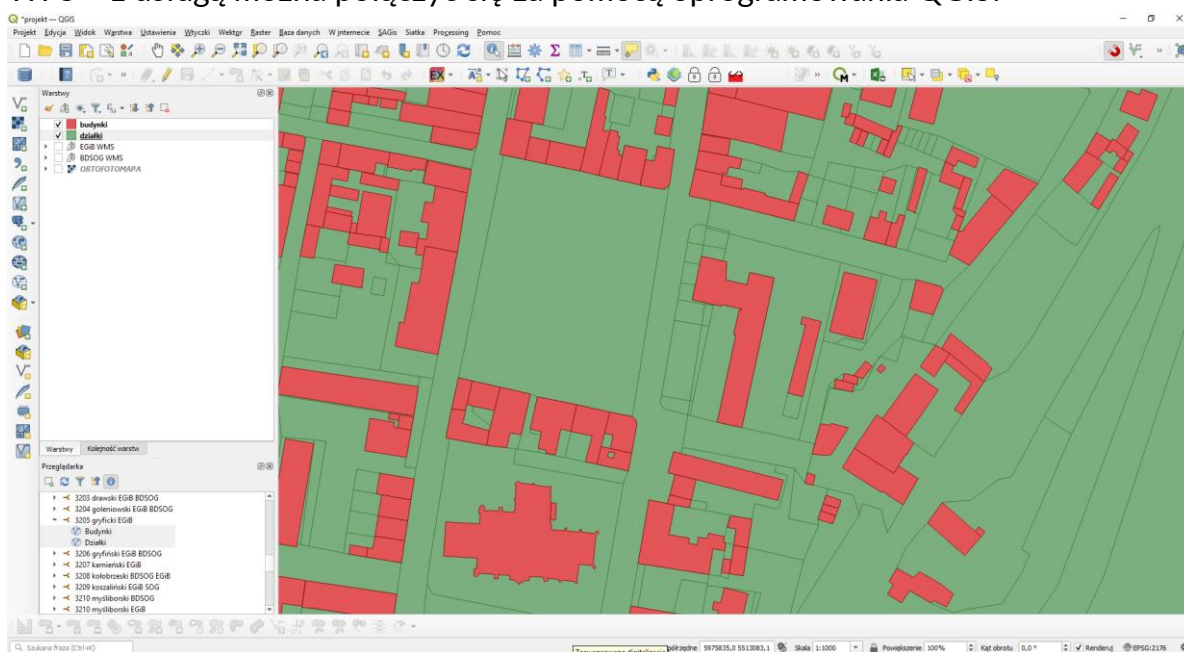 *projekt — QGIS
Projekt Edycja Widok Warstwa Ustawienia Wtyczki Wektor Raster Baza danych W internecie SAGis Siatka Processing Pomoc
Warstwy
budynki
działki
EGiB WMS
BDSOG WMS
ORTOFOTOMAPA
Warstwy Kolejność warstw
Przeglądarka
3203 drawski EGiB BDSOG
3204 goleniowski EGiB BDSOG
3205 gryficki EGiB
Budynki
Działki
3206 gryfiński EGiB BDSOG
3207 kamieński EGiB
3208 kołobrzeski BDSOG EGiB
3209 koszaliński EGiB SOG
3210 myśliborski BDSOG
3210 myśliborski EGiB
Szukana fraza (Ctrl+K) 5975835,0 5513083,1 Skala 1:1000 Powiększenie 100% Kąt obrotu 0,0 ° Renderuj EPSG:2176